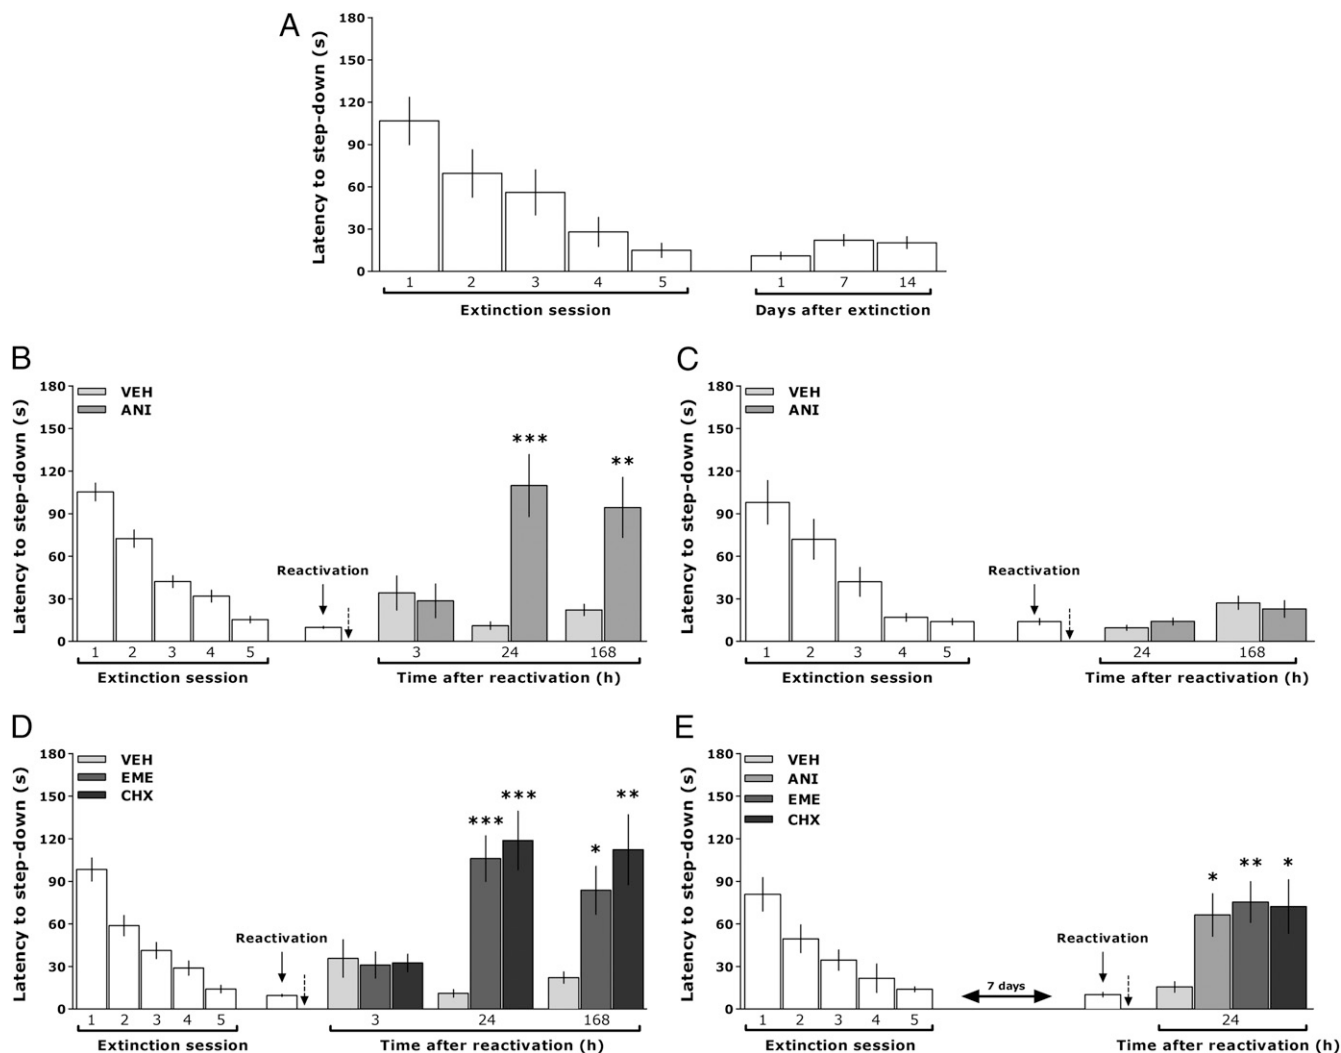 A
Latency to step-down (s)
180
150
120
90
60
30
0
1 2 3 4 5 1 7 14
Extinction session Days after extinction
B
Latency to step-down (s)
180
150
120
90
60
30
0
VEH
ANI
***
**
Reactivation
1 2 3 4 5 3 24 168
Extinction session Time after reactivation (h)
C
Latency to step-down (s)
180
150
120
90
60
30
0
VEH
ANI
Reactivation
1 2 3 4 5 24 168
Extinction session Time after reactivation (h)
D
Latency to step-down (s)
180
150
120
90
60
30
0
VEH
EME
CHX
*** *** * **
Reactivation
1 2 3 4 5 3 24 168
Extinction session Time after reactivation (h)
E
Latency to step-down (s)
180
150
120
90
60
30
0
VEH
ANI
EME
CHX
* ** *
Reactivation
7 days
1 2 3 4 5 24
Extinction session Time after reactivation (h)